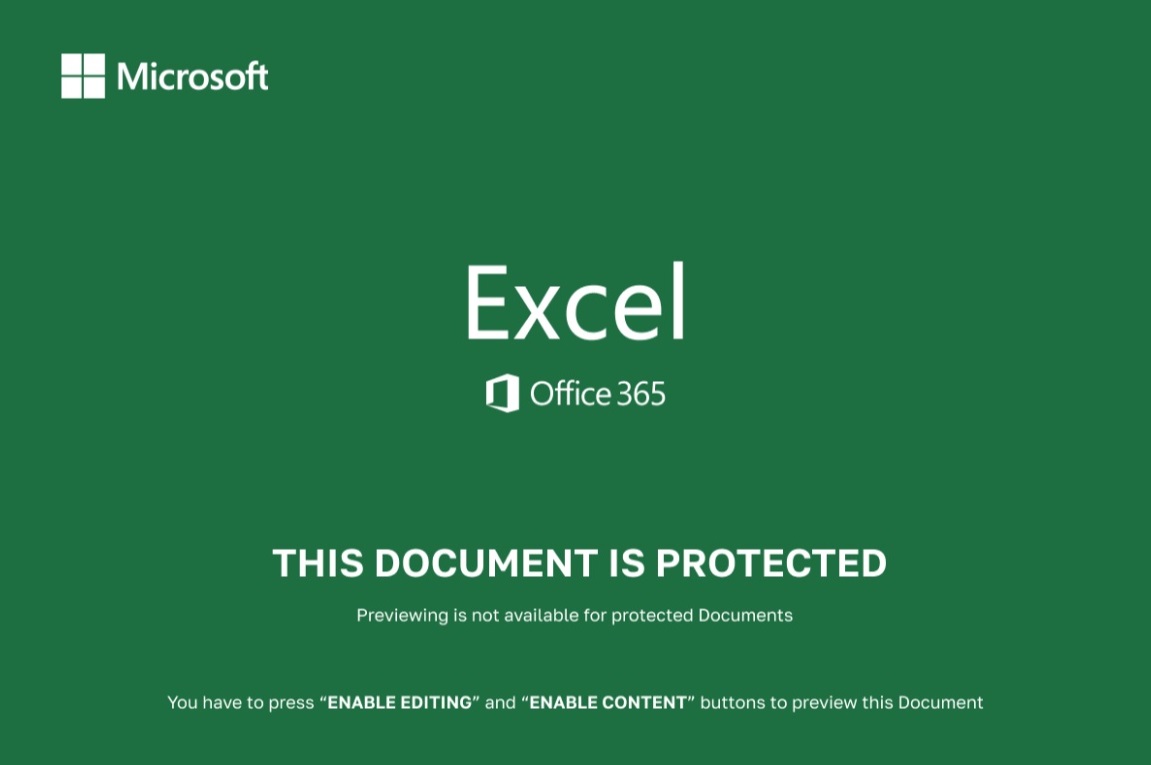 Microsoft
Excel
Office 365
THIS DOCUMENT IS PROTECTED
Previewing is not available for protected Documents
You have to press “ENABLE EDITING” and “ENABLE CONTENT” buttons to preview this Document